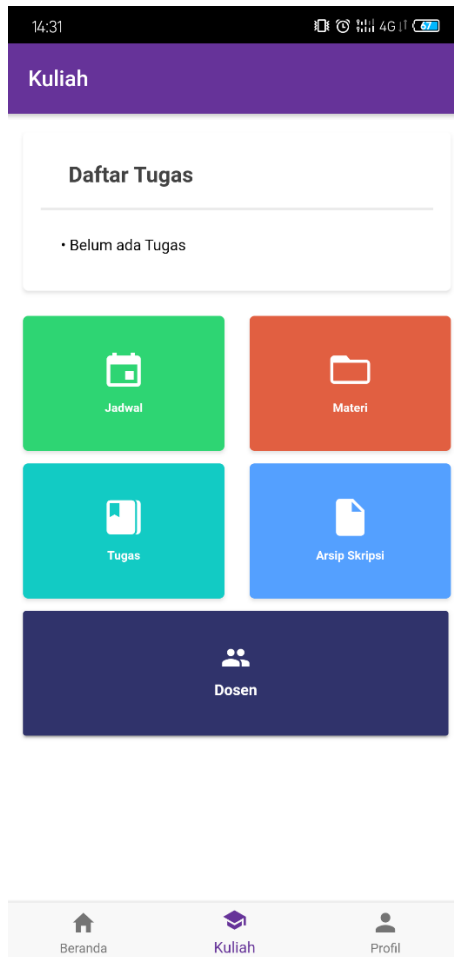 14:31 4G 67
Kuliah
Daftar Tugas
• Belum ada Tugas
Jadwal Materi
Tugas Arsip Skripsi
Dosen
Beranda Kuliah Profil